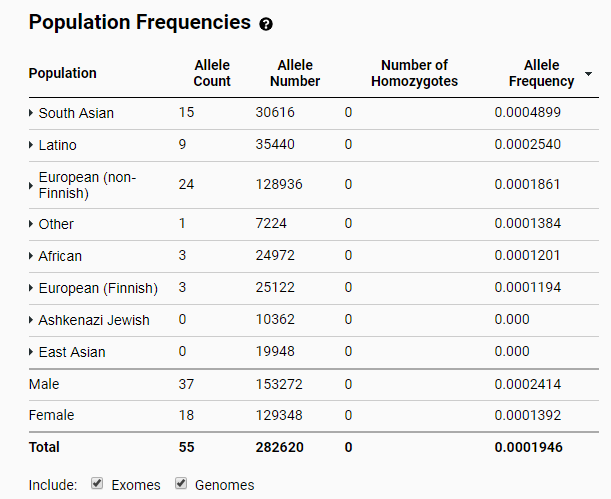 Population Frequencies ?
Population Allele Count Allele Number Number of Homozygotes Allele Frequency
South Asian 15 30616 0 0.0004899
Latino 9 35440 0 0.0002540
European (non-Finnish) 24 128936 0 0.0001861
Other 1 7224 0 0.0001384
African 3 24972 0 0.0001201
European (Finnish) 3 25122 0 0.0001194
Ashkenazi Jewish 0 10362 0 0.000
East Asian 0 19948 0 0.000
Male 37 153272 0 0.0002414
Female 18 129348 0 0.0001392
Total 55 282620 0 0.0001946
Include: Exomes Genomes